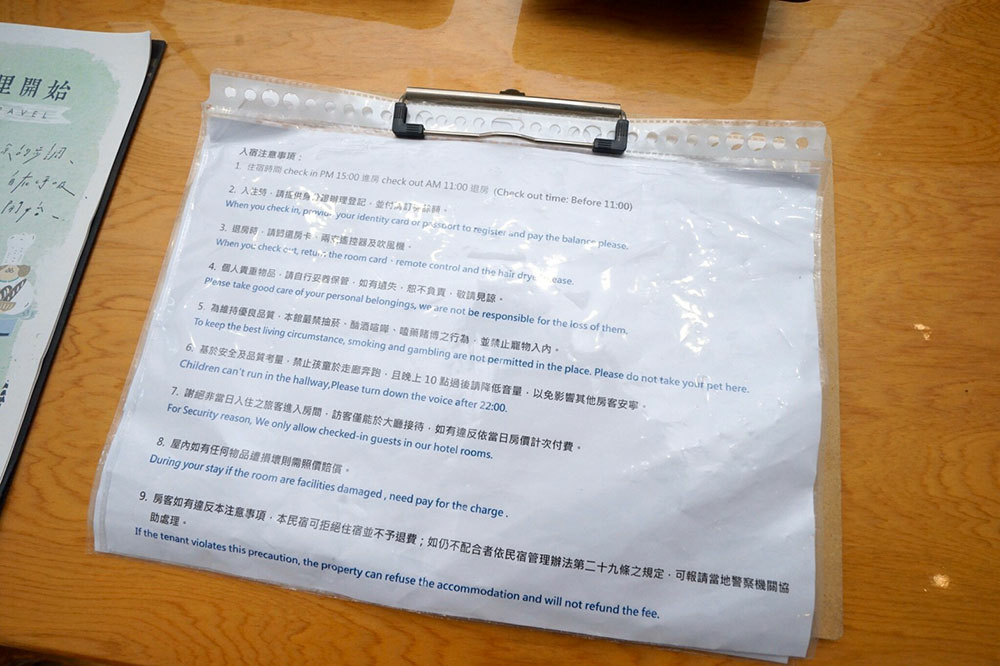 里開始
AVEL
入宿注意事項：
1. 住宿時間 check in PM 15:00 進房 check out AM 11:00 退房 (Check out time: Before 11:00)
2. 入住時，請提供身分證辦理登記，並付入訂
When you check in, provide your identity card or passport to register and pay the balance please.
3. 退房時，請歸還房卡、兩支遙控器及吹風機。
When you check out, return the room card、remote control and the hair dryer please.
4. 個人貴重物品，請自行妥善保管，如有遺失，恕不負責，敬請見諒。
Please take good care of your personal belongings, we are not be responsible for the loss of them.
5. 為維持優良品質，本館嚴禁抽菸、酗酒喧嘩、嗑藥賭博之行為，並禁止寵物入內。
To keep the best living circumstance, smoking and gambling are not permitted in the place. Please do not take your pet here.
6. 基於安全及品質考量，禁止孩童於走廊奔跑，且晚上 10 點過後請降低音量，以免影響其他房客安寧。
Children can't run in the hallway,Please turn down the voice after 22:00.
7. 謝絕非當日入住之旅客進入房間，訪客僅能於大廳接待，如有違反依當日房價計次付費。
For Security reason, We only allow checked-in guests in our hotel rooms.
8. 屋內如有任何物品遭損壞則需照價賠償。
During your stay if the room are facilities damaged , need pay for the charge .
9. 房客如有違反本注意事項，本民宿可拒絕住宿並不予退費；如仍不配合者依民宿管理辦法第二十九條之規定，可報請當地警察機關協
助處理。
If the tenant violates this precaution, the property can refuse the accommodation and will not refund the fee.